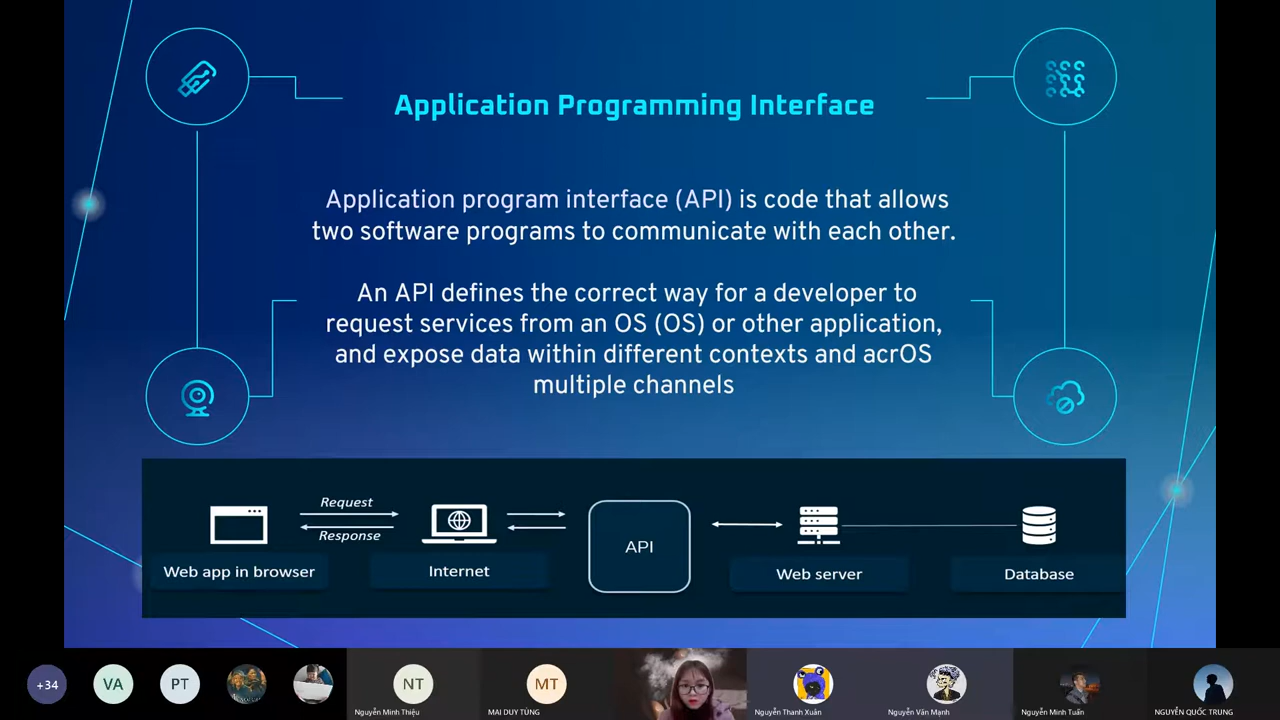 Application Programming Interface
Application program interface (API) is code that allows
two software programs to communicate with each other.
An API defines the correct way for a developer to
request services from an OS (OS) or other application,
and expose data within different contexts and acrOS
multiple channels
Request
Response
API
Web app in browser
Internet
Web server
Database
+34
VA
PT
NT
MT
Nguyễn Minh Thiệu
MAI DUY TÙNG
Nguyễn Thanh Xuân
Nguyễn Văn Mạnh
Nguyễn Minh Tuấn
NGUYỄN QUỐC TRUNG